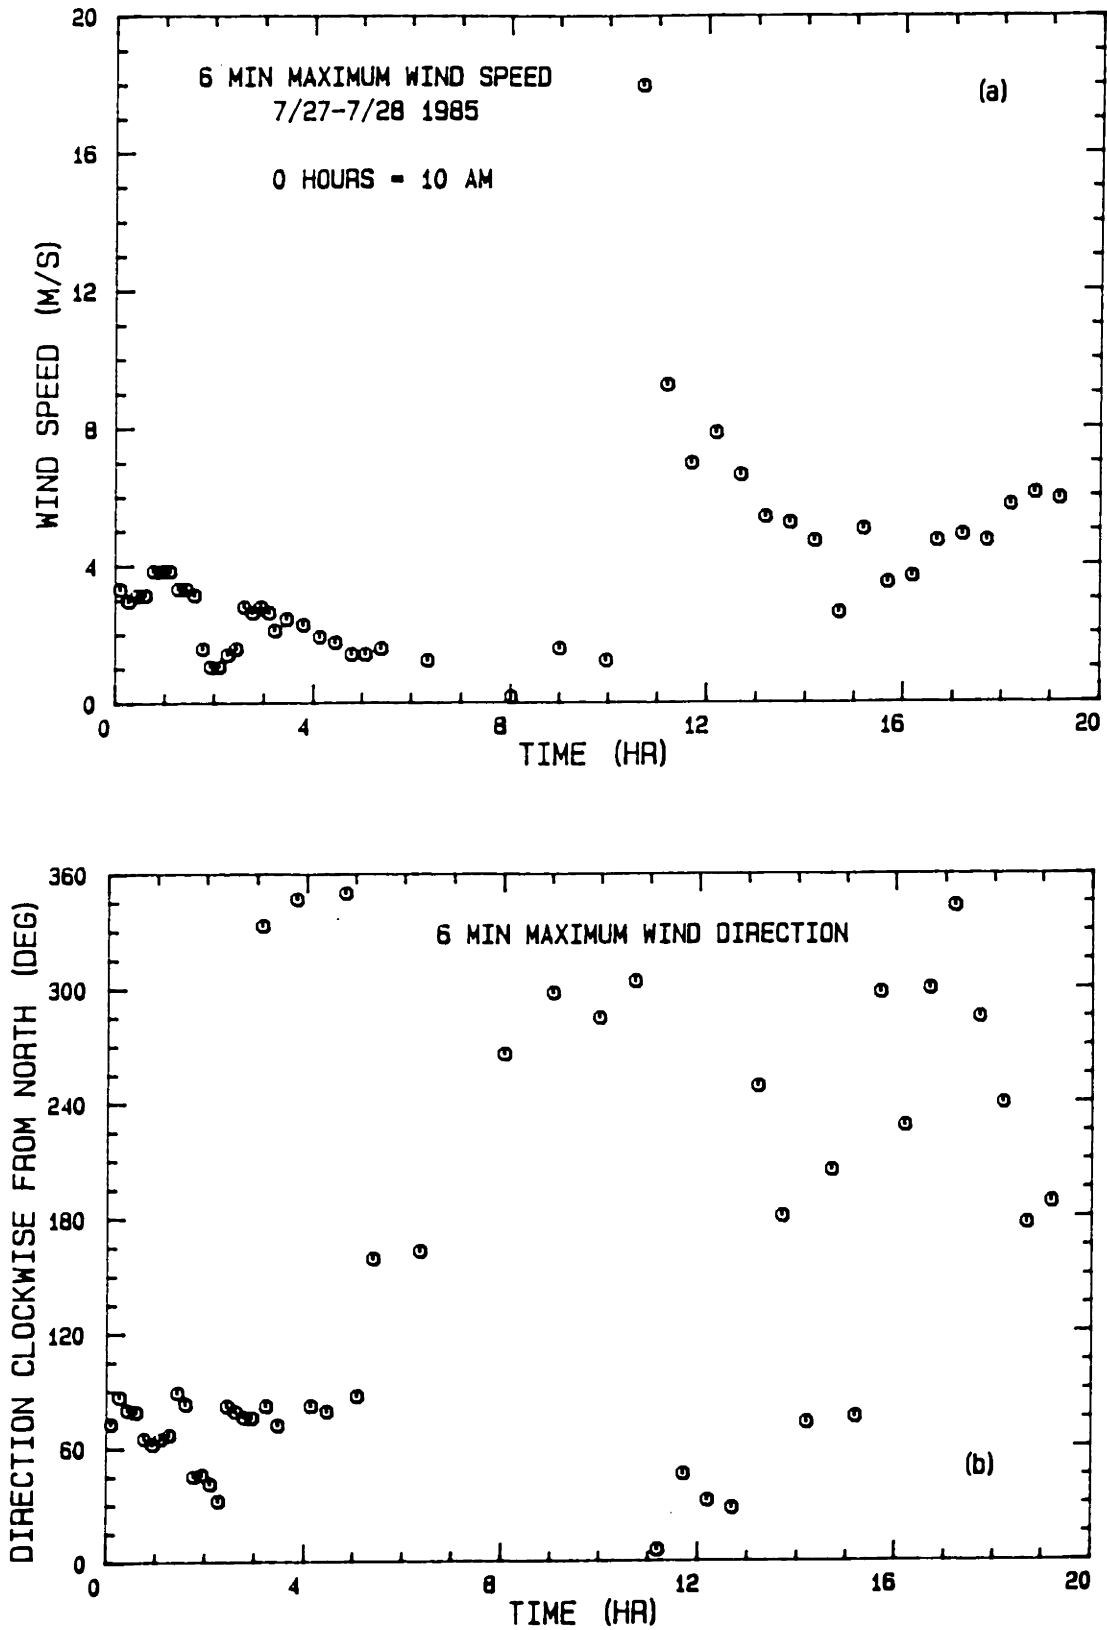 20
6 MIN MAXIMUM WIND SPEED
7/27-7/28 1985
(a)
16
0 HOURS = 10 AM
12
8
4
0
WIND SPEED (M/S)
0 4 8 12 16 20
TIME (HR)
360
6 MIN MAXIMUM WIND DIRECTION
300
240
180
120
60
(b)
0
DIRECTION CLOCKWISE FROM NORTH (DEG)
0 4 8 12 16 20
TIME (HR)